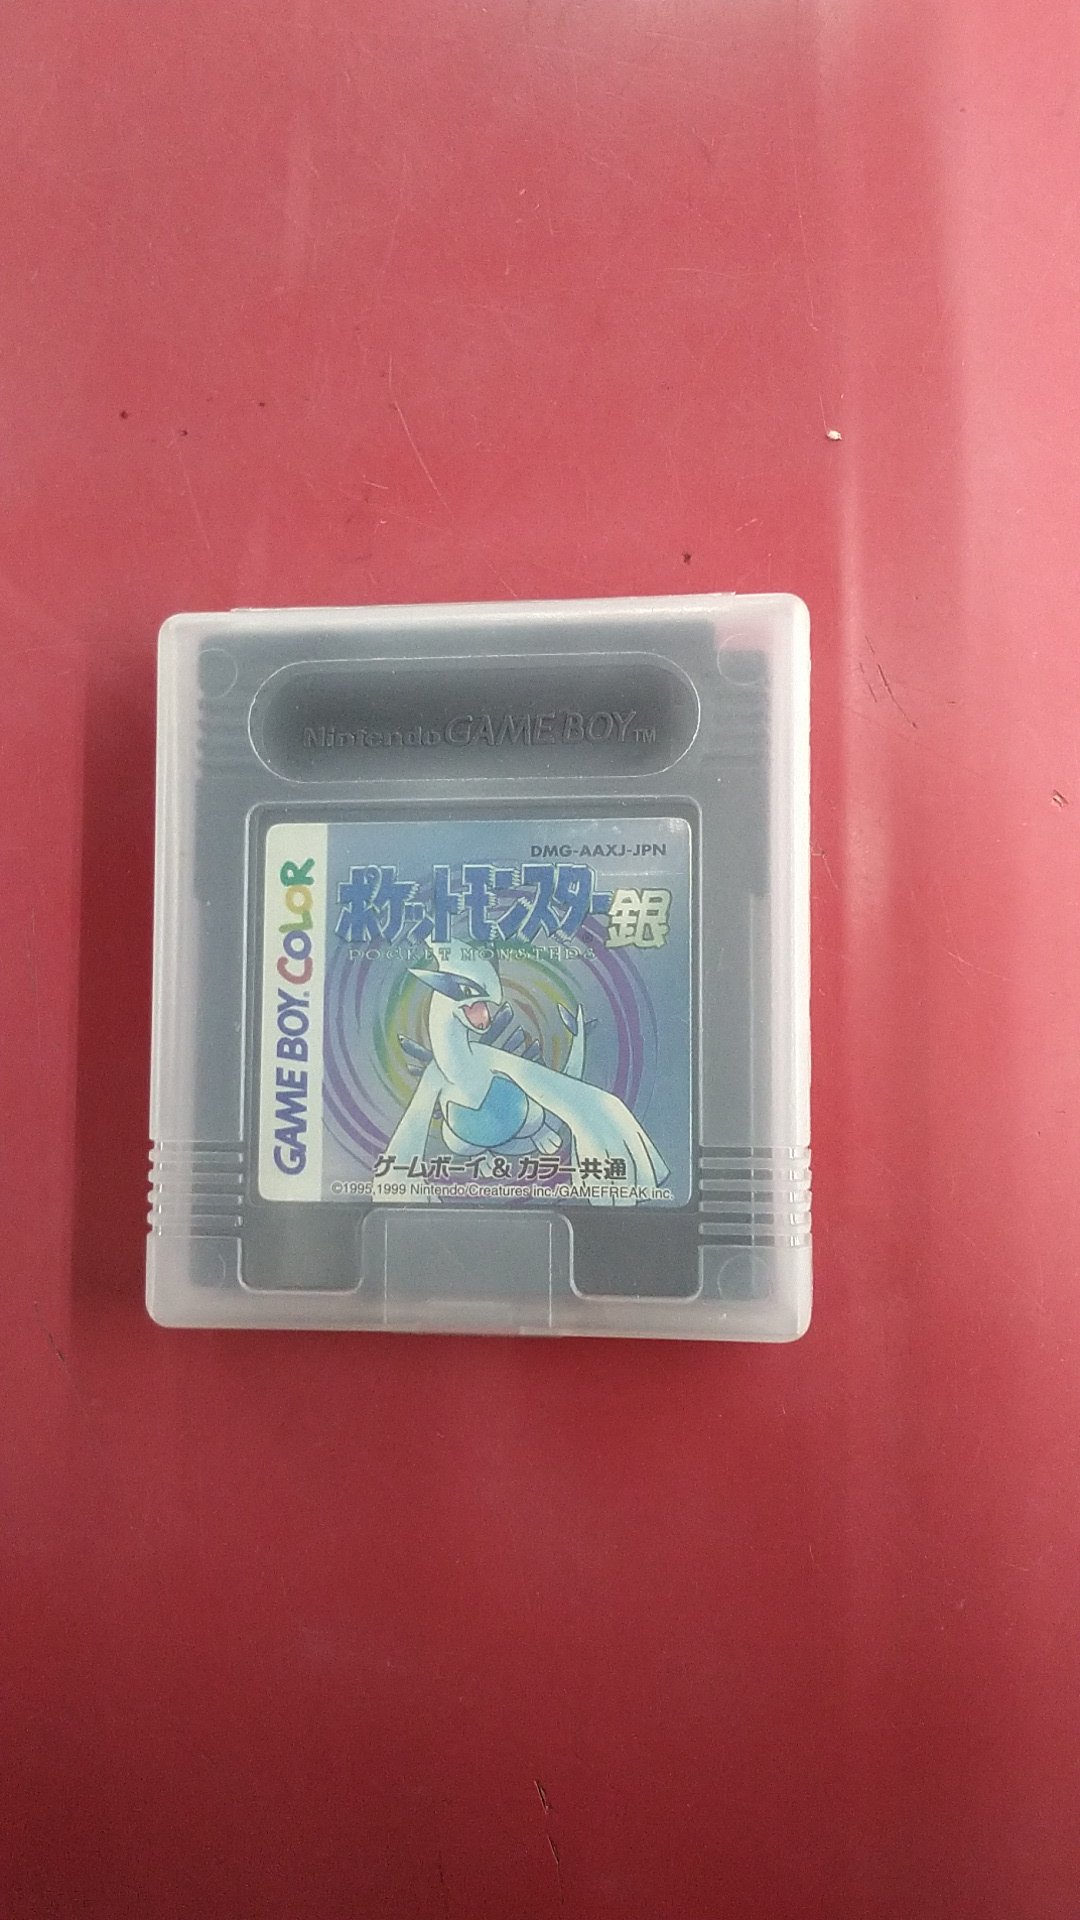 Nintendo GAME BOY TM
GAME BOY COLOR
DMG-AAXJ-JPN
ポケットモンスター銀
POCKET MONSTERS
ゲームボーイ & カラー共通
©1995,1999 Nintendo/Creatures inc./GAMEFREAK inc.